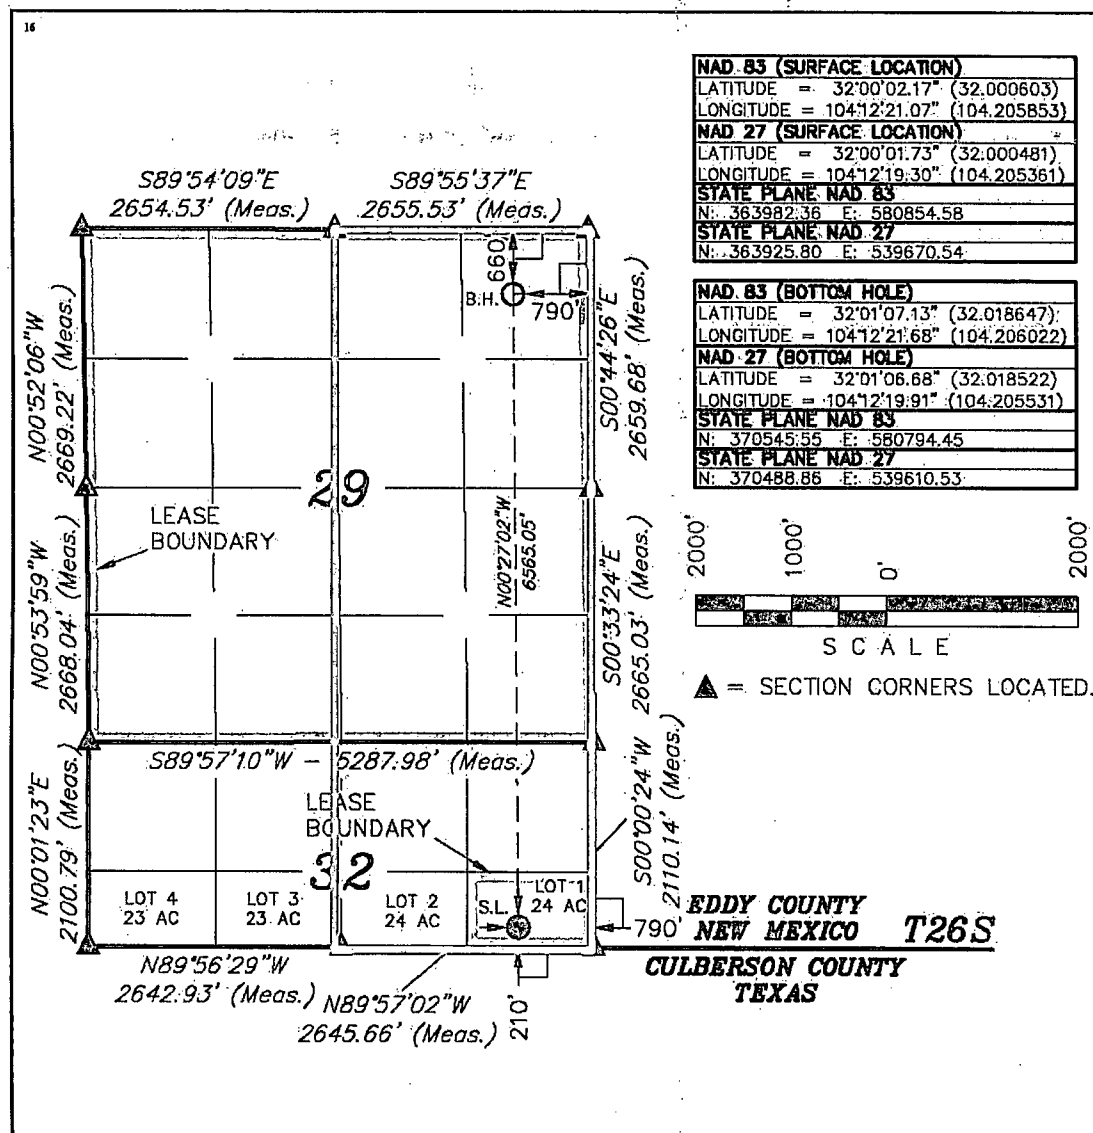 16
NAD 83 (SURFACE LOCATION)
LATITUDE = 32°00'02.17" (32.000603)
LONGITUDE = 104°12'21.07" (104.205853)
NAD 27 (SURFACE LOCATION)
LATITUDE = 32°00'01.73" (32.000481)
LONGITUDE = 104°12'19.30" (104.205361)
STATE PLANE NAD 83
N: 363982.36 E: 580854.58
STATE PLANE NAD 27
N: 363925.80 E: 539670.54
NAD 83 (BOTTOM HOLE)
LATITUDE = 32°01'07.13" (32.018647)
LONGITUDE = 104°12'21.68" (104.206022)
NAD 27 (BOTTOM HOLE)
LATITUDE = 32°01'06.68" (32.018522)
LONGITUDE = 104°12'19.91" (104.205531)
STATE PLANE NAD 83
N: 370545.55 E: 580794.45
STATE PLANE NAD 27
N: 370488.86 E: 539610.53
S89°54'09"E
2654.53' (Meas.)
S89°55'37"E
2655.53' (Meas.)
660'
B.H.
790'
N00°52'06"W
2669.22' (Meas.)
S00°44'26"E
2659.68' (Meas.)
29
LEASE
BOUNDARY
N00°27'02"W
6565.05'
N00°53'59"W
2668.04' (Meas.)
S00°33'24"E
2665.03' (Meas.)
2000'
1000'
0'
2000'
SCALE
= SECTION CORNERS LOCATED.
S89°57'10"W - 5287.98' (Meas.)
LEASE
BOUNDARY
N00°01'23"E
2100.79' (Meas.)
S00°00'24"W
2110.14' (Meas.)
32
LOT 4
23 AC
LOT 3
23 AC
LOT 2
24 AC
LOT 1
24 AC
S.L.
790'
EDDY COUNTY
NEW MEXICO
T26S
CULBERSON COUNTY
TEXAS
N89°56'29"W
2642.93' (Meas.)
N89°57'02"W
2645.66' (Meas.)
210'